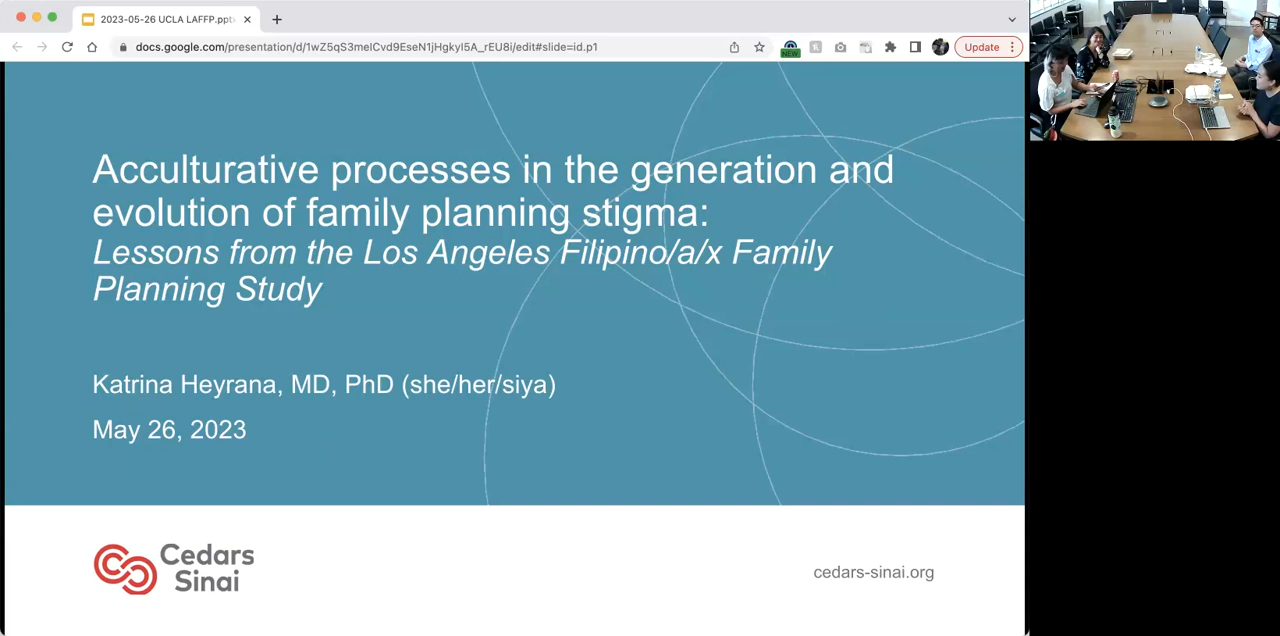 2023-05-26 UCLA LAFFP.ppt
docs.google.com/presentation/d/1wZ5qS3melCvd9EseN1jHgkyI5A_rEU8i/edit#slide=id.p1
NEW
Update
Acculturative processes in the generation and
evolution of family planning stigma:
Lessons from the Los Angeles Filipino/a/x Family
Planning Study
Katrina Heyrana, MD, PhD (she/her/siya)
May 26, 2023
Cedars
Sinai
cedars-sinai.org